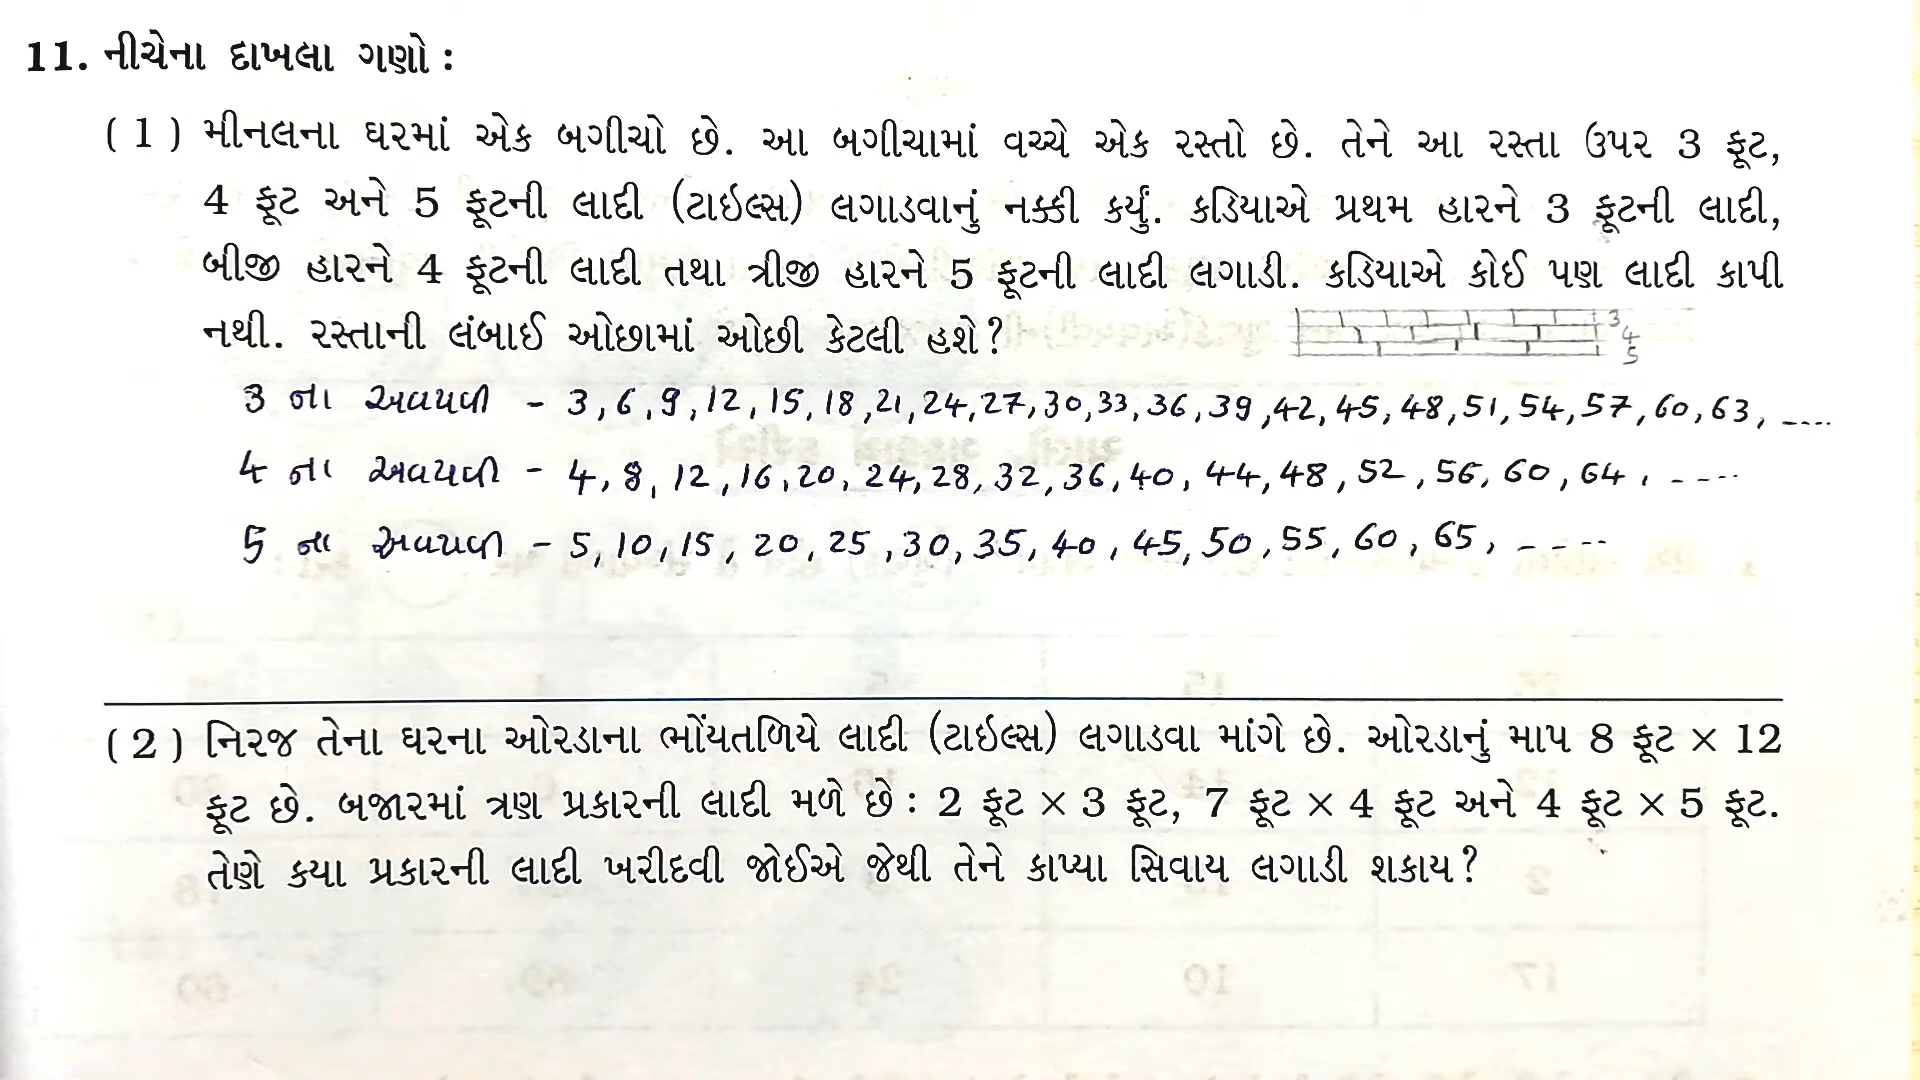 11. નીચેના દાખલા ગણો :
( 1 ) મીનલના ઘરમાં એક બગીચો છે. આ બગીચામાં વચ્ચે એક રસ્તો છે. તેને આ રસ્તા ઉપર 3 ફૂટ,
4 ફૂટ અને 5 ફૂટની લાદી (ટાઇલ્સ) લગાડવાનું નક્કી કર્યું. કડિયાએ પ્રથમ હારને 3 ફૂટની લાદી,
બીજી હારને 4 ફૂટની લાદી તથા ત્રીજી હારને 5 ફૂટની લાદી લગાડી. કડિયાએ કોઈ પણ લાદી કાપી
નથી. રસ્તાની લંબાઈ ઓછામાં ઓછી કેટલી હશે ?
3
4
5
3 ના અવયવી - 3, 6, 9, 12, 15, 18, 21, 24, 27, 30, 33, 36, 39, 42, 45, 48, 51, 54, 57, 60, 63, ....
4 ના અવયવી - 4, 8, 12, 16, 20, 24, 28, 32, 36, 40, 44, 48, 52, 56, 60, 64, ....
5 ના અવયવી - 5, 10, 15, 20, 25, 30, 35, 40, 45, 50, 55, 60, 65, ----
( 2 ) નિરજ તેના ઘરના ઓરડાના ભોંયતળિયે લાદી (ટાઇલ્સ) લગાડવા માંગે છે. ઓરડાનું માપ 8 ફૂટ × 12
ફૂટ છે. બજારમાં ત્રણ પ્રકારની લાદી મળે છે : 2 ફૂટ × 3 ફૂટ, 7 ફૂટ × 4 ફૂટ અને 4 ફૂટ × 5 ફૂટ.
તેણે ક્યા પ્રકારની લાદી ખરીદવી જોઈએ જેથી તેને કાપ્યા સિવાય લગાડી શકાય ?